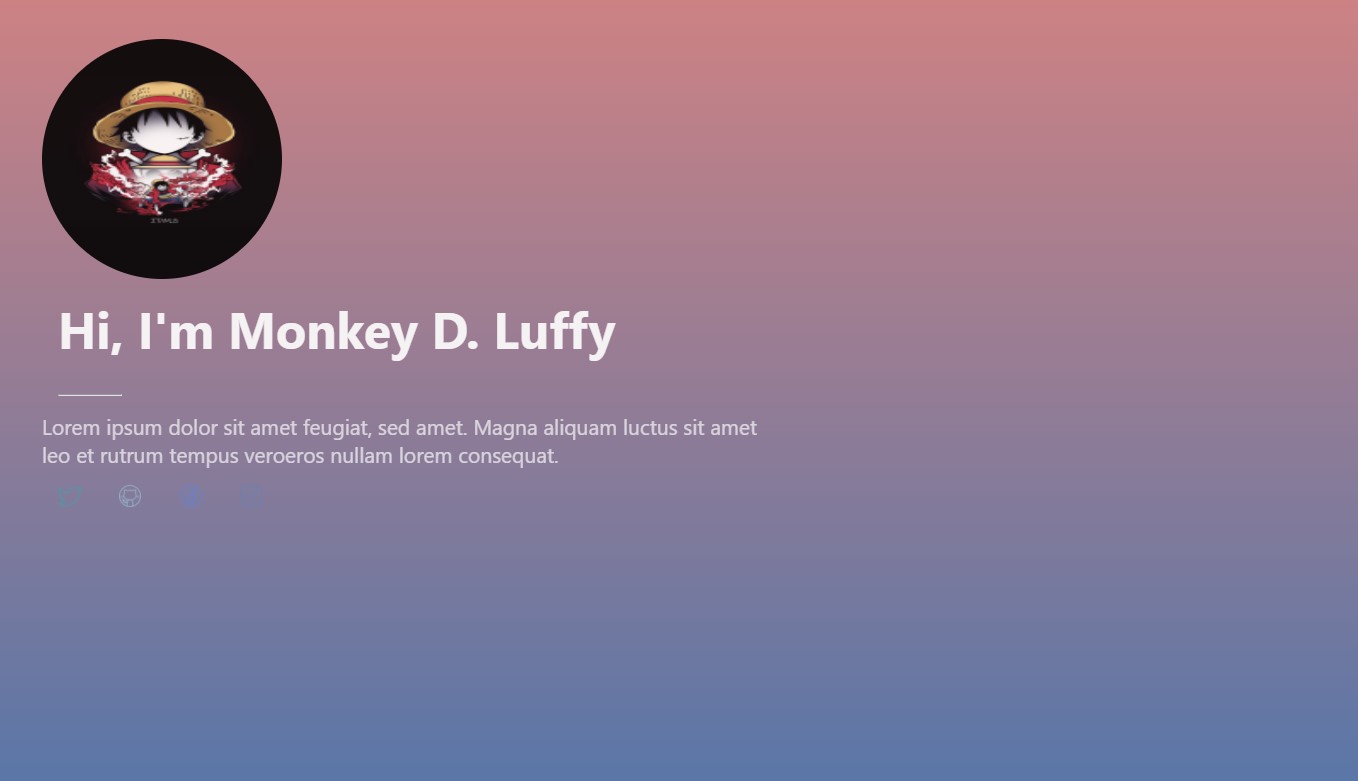 Hi, I'm Monkey D. Luffy
Lorem ipsum dolor sit amet feugiat, sed amet. Magna aliquam luctus sit amet
leo et rutrum tempus veroeros nullam lorem consequat.